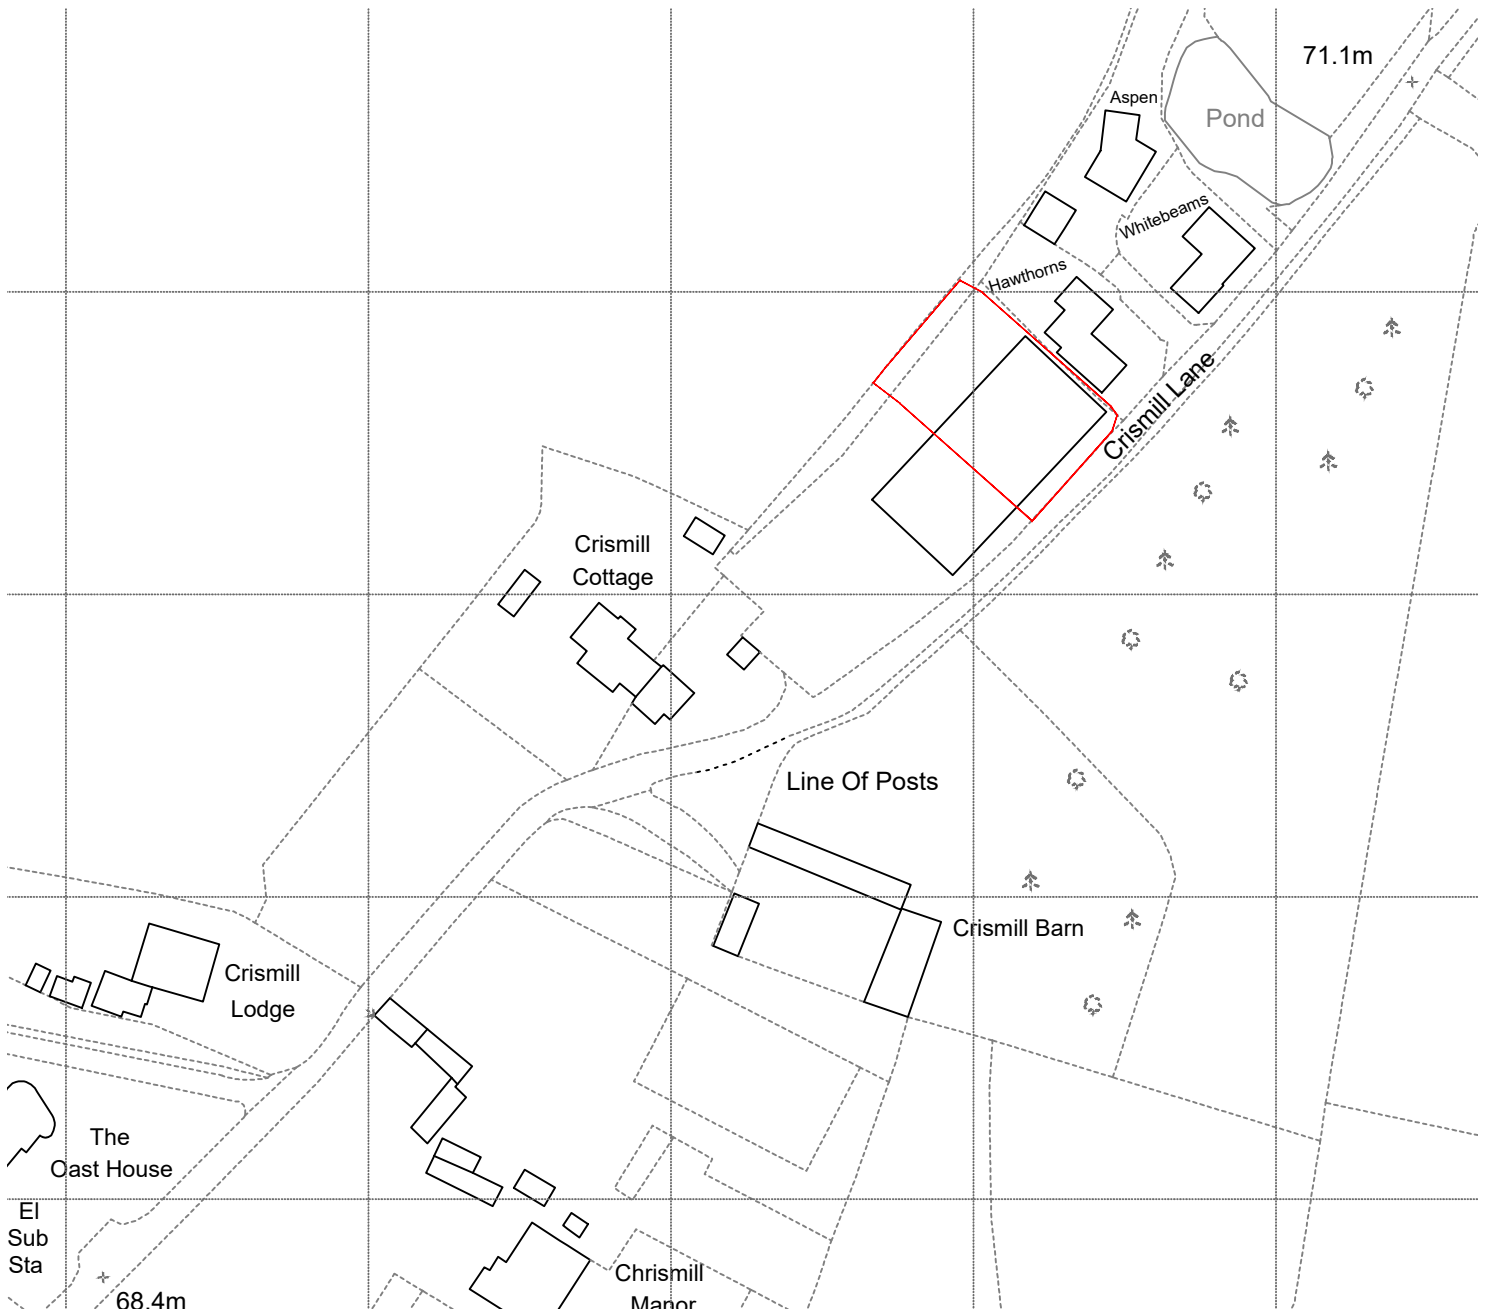 71.1m
Aspen
Pond
Whitebeams
Hawthorns
Crismill Lane
Crismill
Cottage
Line Of Posts
Crismill Barn
Crismill
Lodge
The
Oast House
El
Sub
Sta
Chrismill
Manor
68.4m